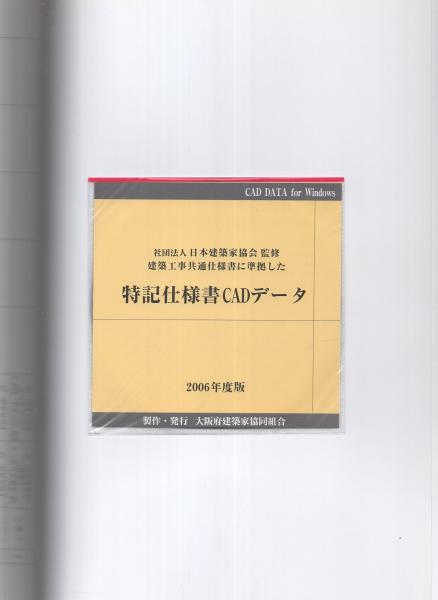 CAD DATA for Windows
社団法人 日本建築家協会 監修
建築工事共通仕様書に準拠した
特記仕様書CADデータ
2006年度版
製作・発行 大阪府建築家協同組合